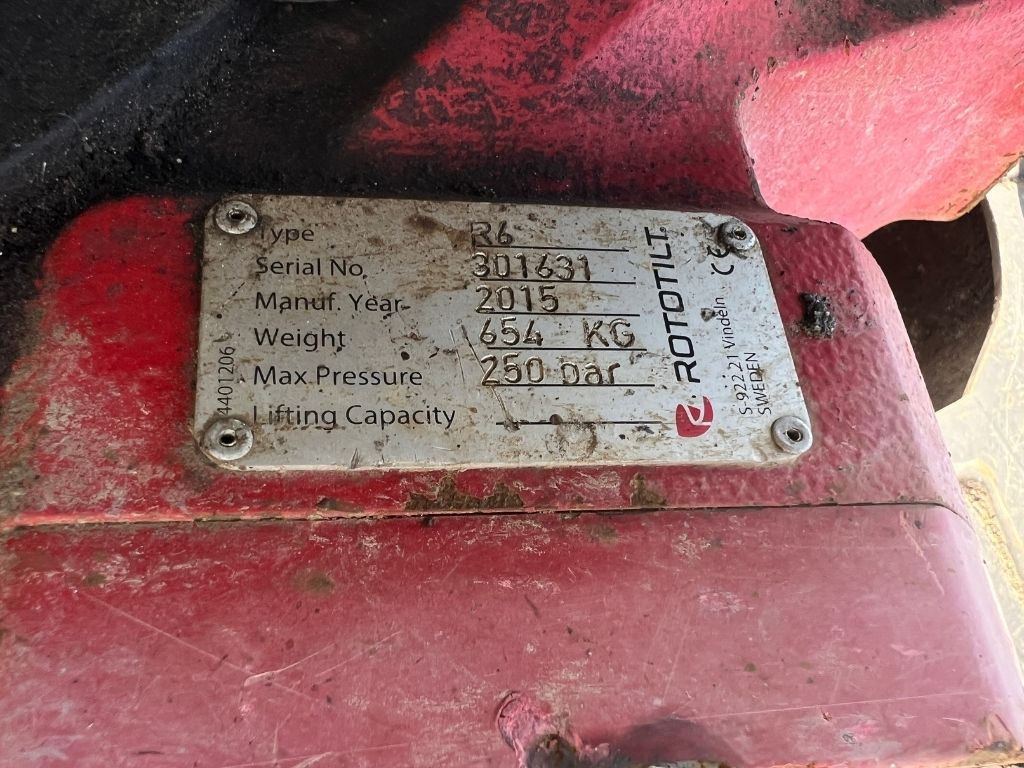 Type R6
Serial No, 301631
Manuf. Year 2015
Weight 654 KG
Max Pressure 250 bar
Lifting Capacity
4401206
ROTOTILT®
CE
S-922 21 Vindeln
SWEDEN